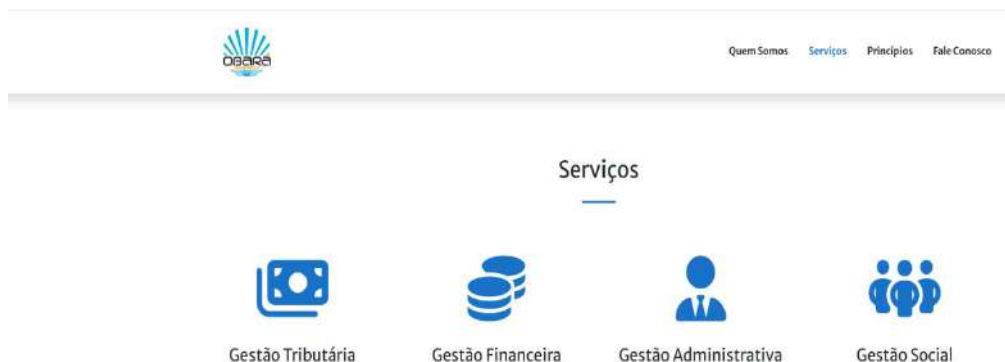 OBARÁ
Quem Somos Serviços Princípios Fale Conosco
Serviços
Gestão Tributária Gestão Financeira Gestão Administrativa Gestão Social